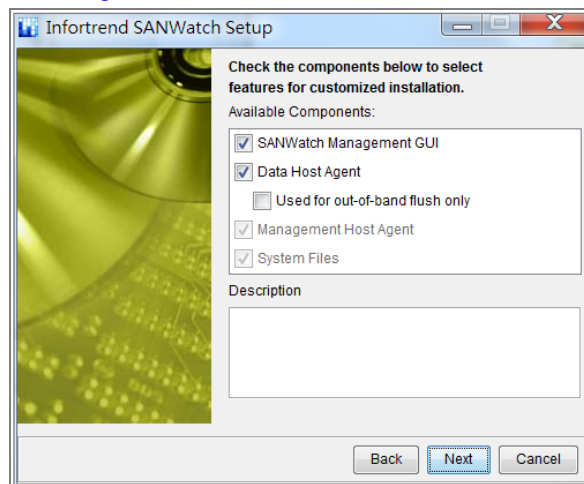 Infortrend SANWatch Setup
Check the components below to select
features for customized installation.
Available Components:
SANWatch Management GUI
Data Host Agent
Used for out-of-band flush only
Management Host Agent
System Files
Description
Back Next Cancel